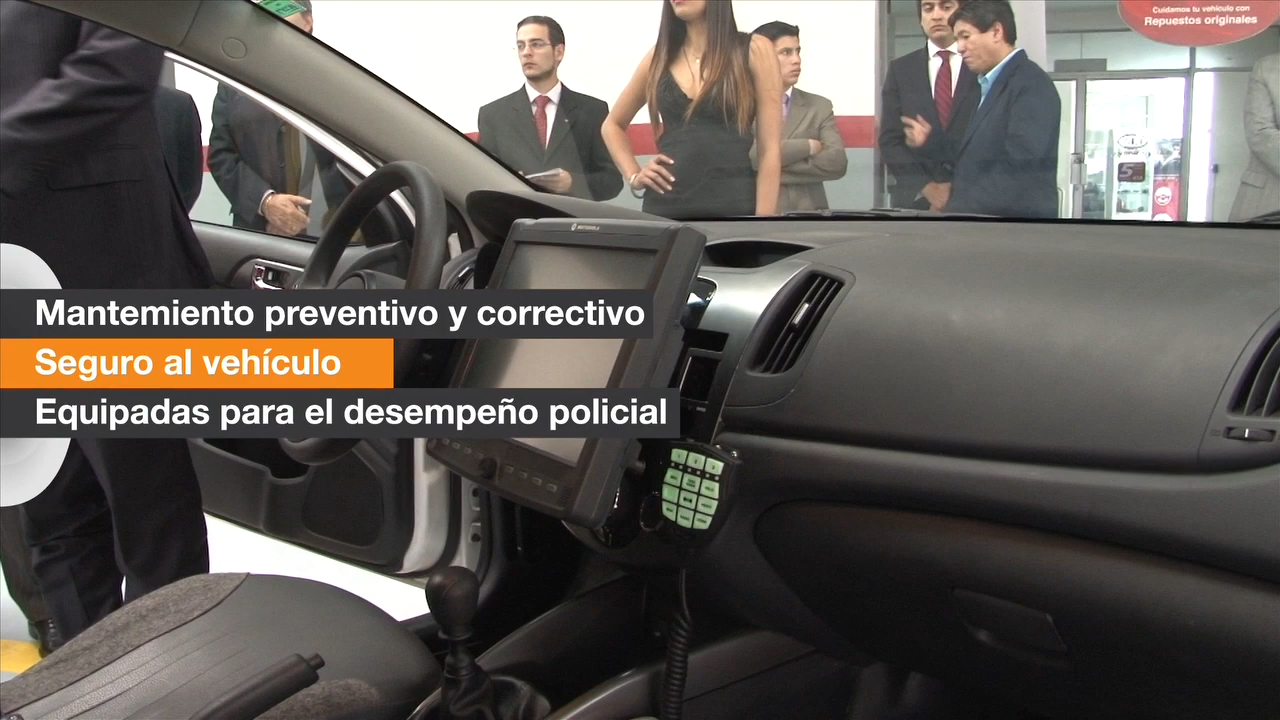 Cuidamos tu vehículo con
Repuestos originales
MOTOROLA
Mantemiento preventivo y correctivo
Seguro al vehículo
Equipadas para el desempeño policial